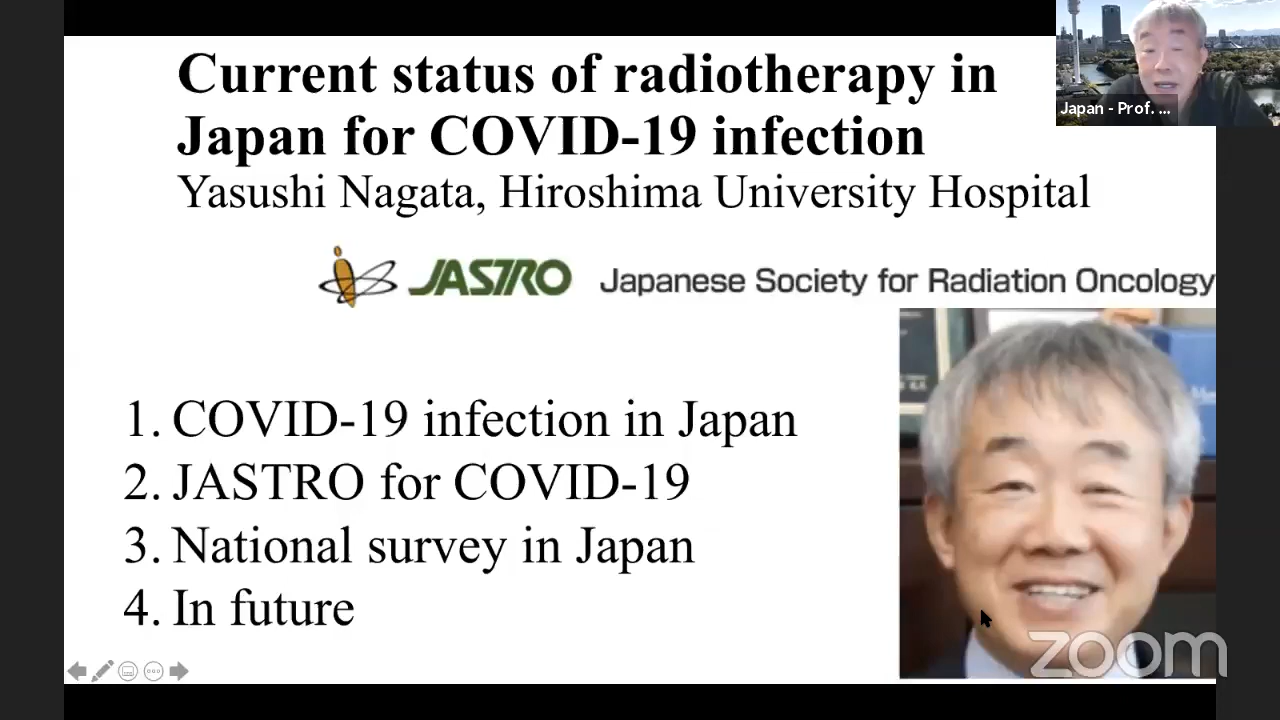 Current status of radiotherapy in
Japan for COVID-19 infection
Yasushi Nagata, Hiroshima University Hospital
Japan - Prof. ...
JASTRO Japanese Society for Radiation Oncology
1. COVID-19 infection in Japan
2. JASTRO for COVID-19
3. National survey in Japan
4. In future
zoom